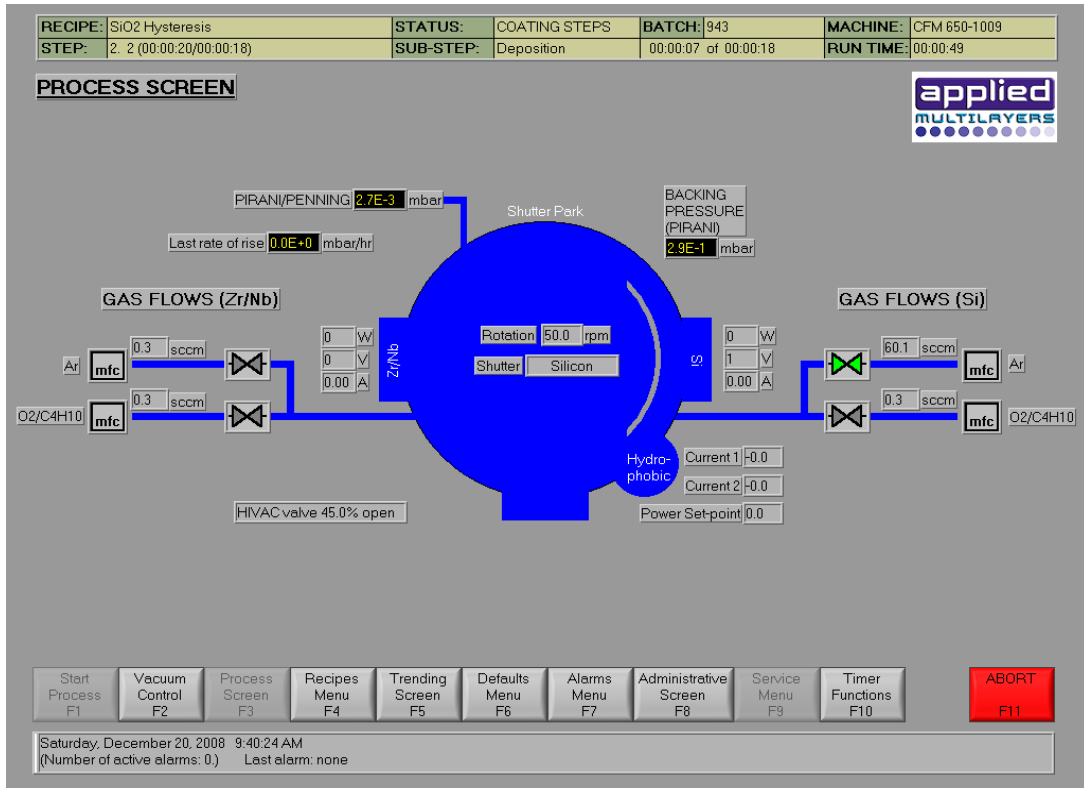 RECIPE: SiO2 Hysteresis STATUS: COATING STEPS BATCH: 943 MACHINE: CFM 650-1009
STEP: 2. 2 (00:00:20/00:00:18) SUB-STEP: Deposition 00:00:07 of 00:00:18 RUN TIME: 00:00:49
PROCESS SCREEN
applied
MULTILAYERS
PIRANI/PENNING 2.7E-3 mbar
Shutter Park
BACKING
PRESSURE
(PIRANI)
2.9E-1 mbar
Last rate of rise 0.0E+0 mbar/hr
GAS FLOWS (Zr/Nb)
GAS FLOWS (Si)
Ar mfc 0.3 sccm
O2/C4H10 mfc 0.3 sccm
0 W
0 V
0.00 A
Zr/Nb
Rotation 50.0 rpm
Shutter Silicon
Si
0 W
1 V
0.00 A
60.1 sccm mfc Ar
0.3 sccm mfc O2/C4H10
Hydro-
phobic
Current 1 -0.0
Current 2 -0.0
Power Set-point 0.0
HIVAC valve 45.0% open
Start
Process
F1
Vacuum
Control
F2
Process
Screen
F3
Recipes
Menu
F4
Trending
Screen
F5
Defaults
Menu
F6
Alarms
Menu
F7
Administrative
Screen
F8
Service
Menu
F9
Timer
Functions
F10
ABORT
F11
Saturday, December 20, 2008 9:40:24 AM
(Number of active alarms: 0.) Last alarm: none